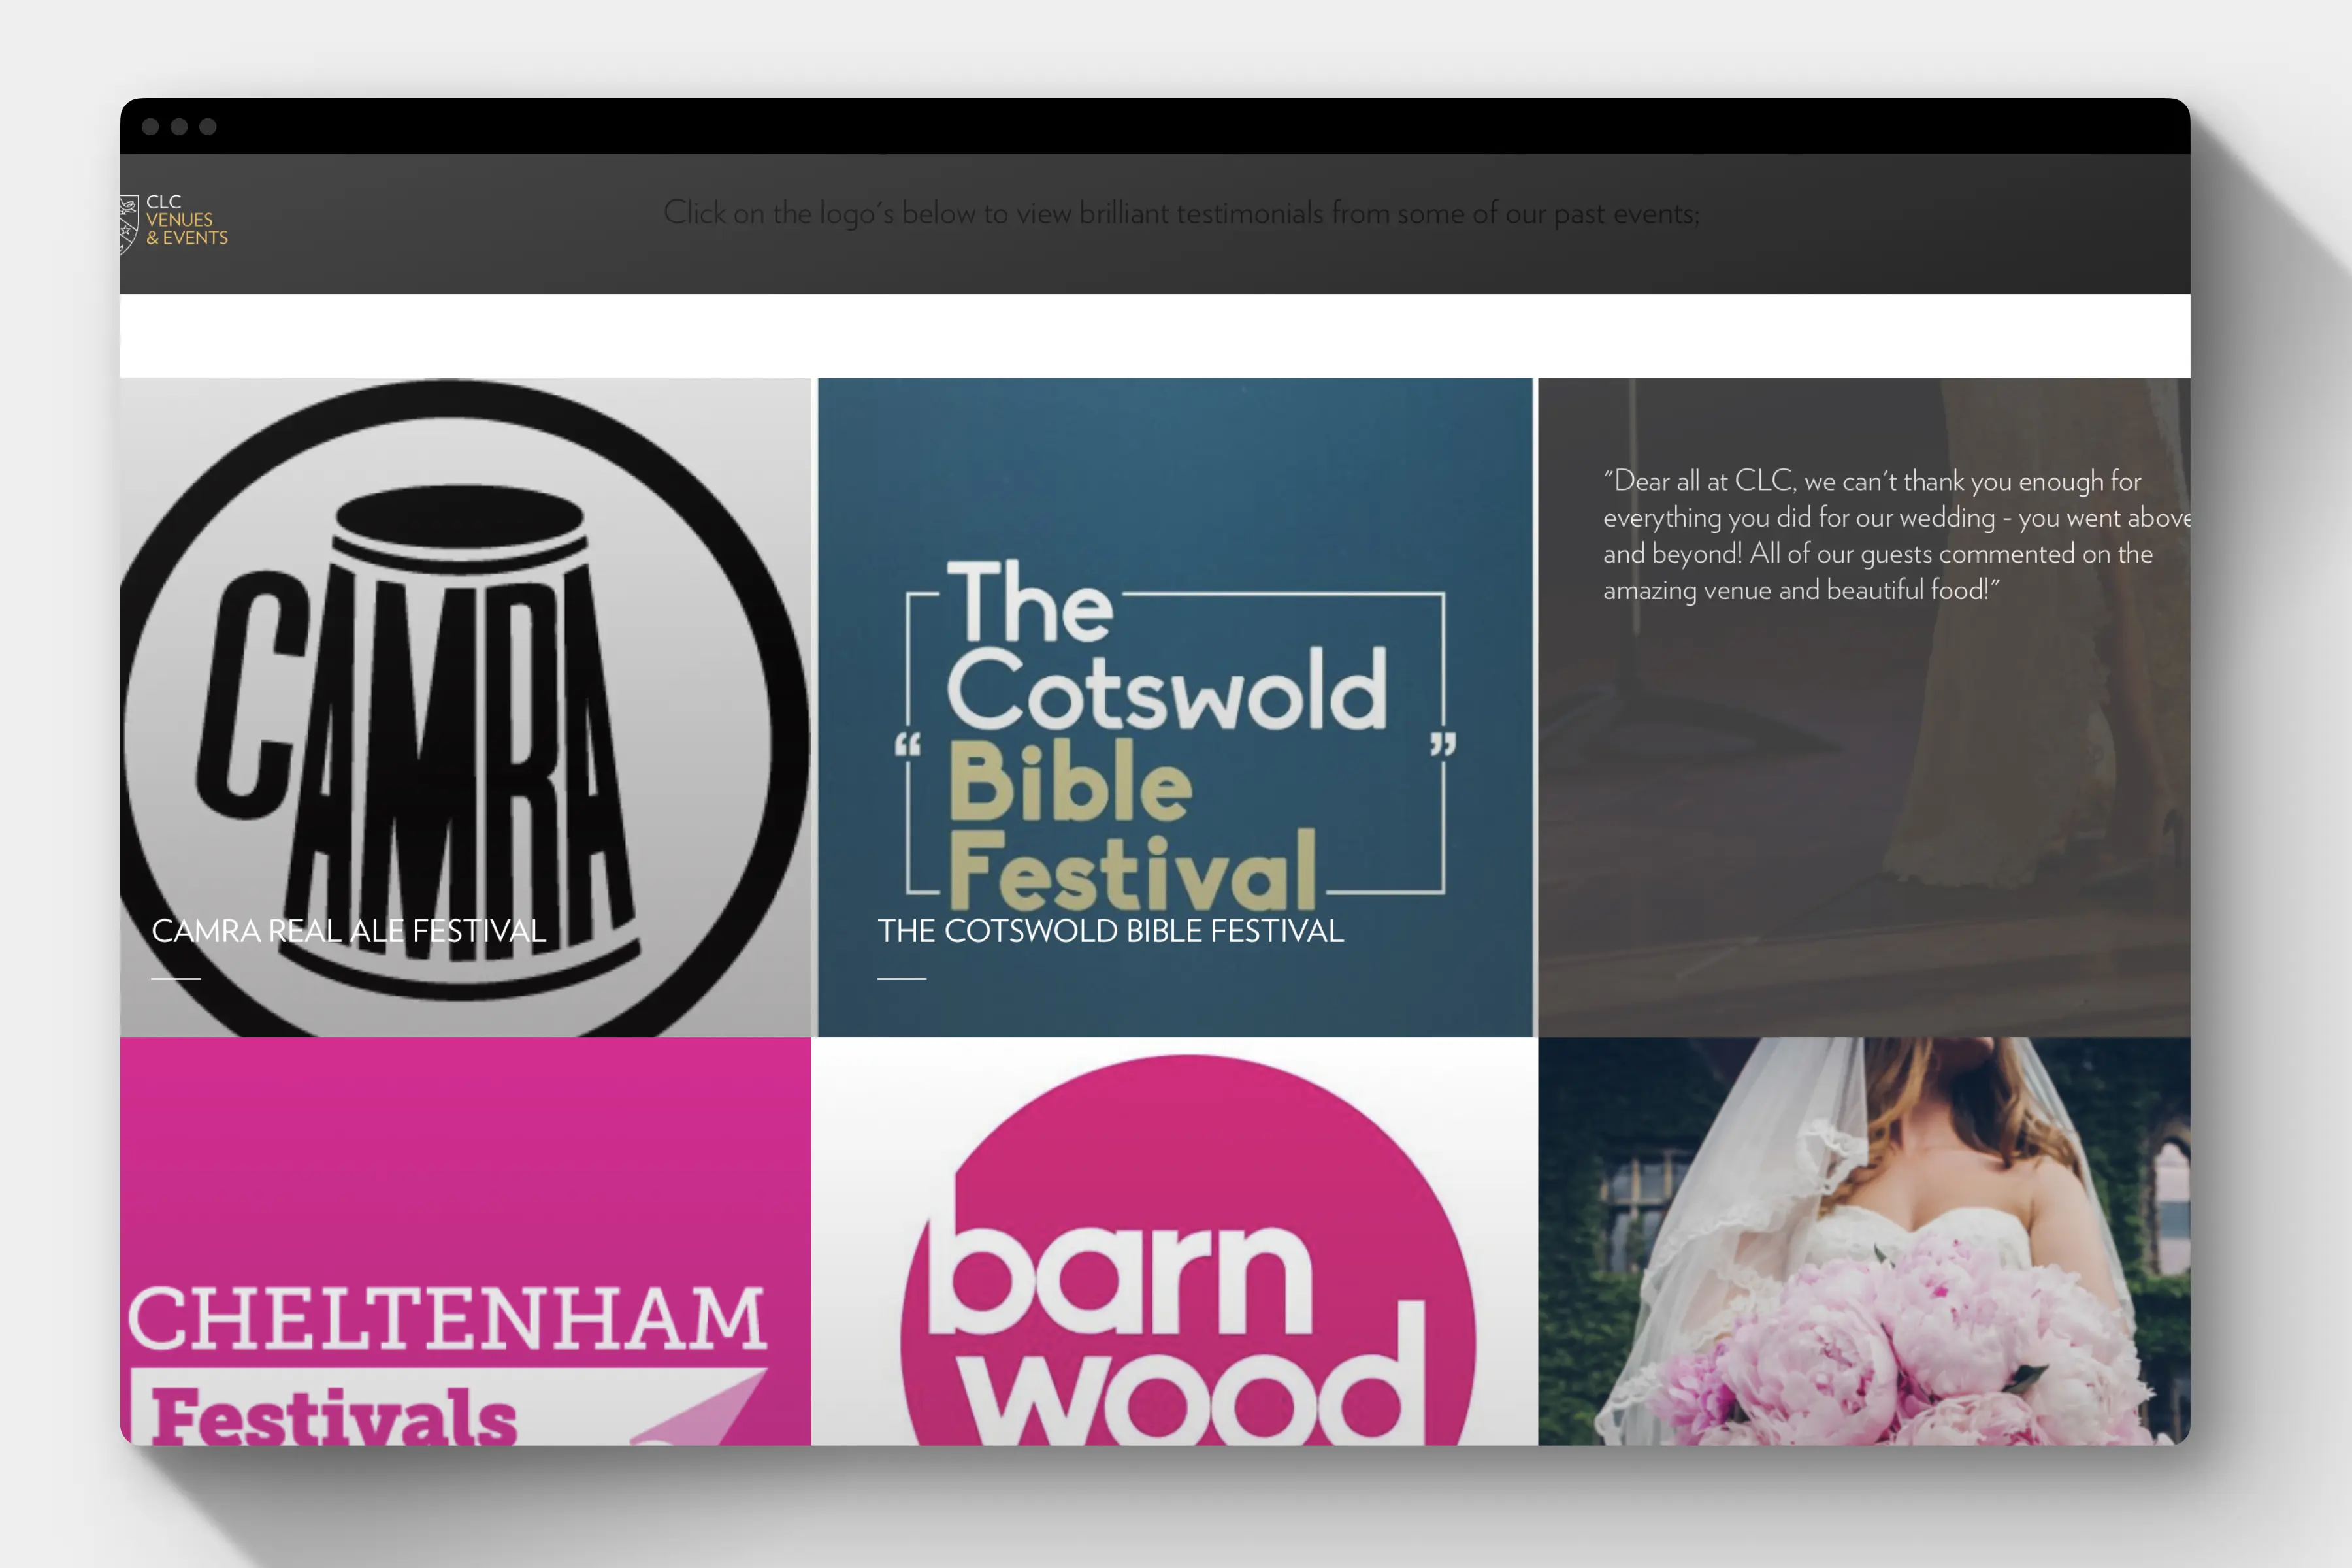 CLC
VENUES
& EVENTS
Click on the logo's below to view brilliant testimonials from some of our past events;
CAMRA
CAMRA REAL ALE FESTIVAL
The
Cotswold
“ Bible ”
Festival
THE COTSWOLD BIBLE FESTIVAL
"Dear all at CLC, we can't thank you enough for
everything you did for our wedding - you went above
and beyond! All of our guests commented on the
amazing venue and beautiful food!"
CHELTENHAM
Festivals
barn
wood